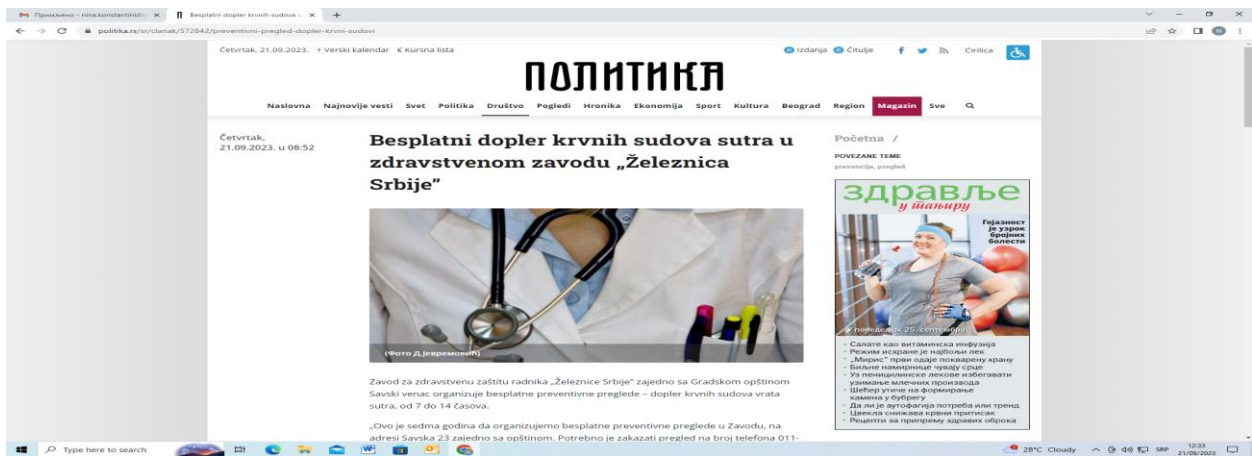 Примљено - nina.konstantinidi
Besplatni dopler krvnih sudova s
politika.rs/sr/clanak/572842/preventivni-pregled-dopler-krvni-sudovi
Četvrtak, 21.09.2023. Verski kalendar € Kursna lista
Izdanja Čitulje
Ćirilica
ПОЛИТИКА
Naslovna Najnovije vesti Svet Politika Društvo Pogledi Hronika Ekonomija Sport Kultura Beograd Region Magazin Sve
Četvrtak,
21.09.2023. u 08:52
Besplatni dopler krvnih sudova sutra u
zdravstvenom zavodu „Železnica
Srbije”
(Фото Д.Јевремовић)
Zavod za zdravstvenu zaštitu radnika „Železnice Srbije” zajedno sa Gradskom opštinom
Savski venac organizuje besplatne preventivne preglede – dopler krvnih sudova vrata
sutra, od 7 do 14 časova.
„Ovo je sedma godina da organizujemo besplatne preventivne preglede u Zavodu, na
adresi Savska 23 zajedno sa opštinom. Potrebno je zakazati pregled na broj telefona 011-
Početna /
POVEZANE TEME
prevencija, pregled
здравље
у тањиру
Гојазност
је узрок
бројних
болести
У понедељак 25. септембра
- Салате као витаминска инфузија
- Режим исхране је најбољи лек
- „Мирис” први одаје покварену храну
- Биљне намирнице чувају срце
- Уз пеницилинске лекове избегавати
узимање млечних производа
- Шећер утиче на формирање
камена у бубрегу
- Да ли је аутофагија потреба или тренд
- Цвекла снижава крвни притисак
- Рецепти за припрему здравих оброка
Type here to search
28°C Cloudy
SRP
12:33
21/09/2023